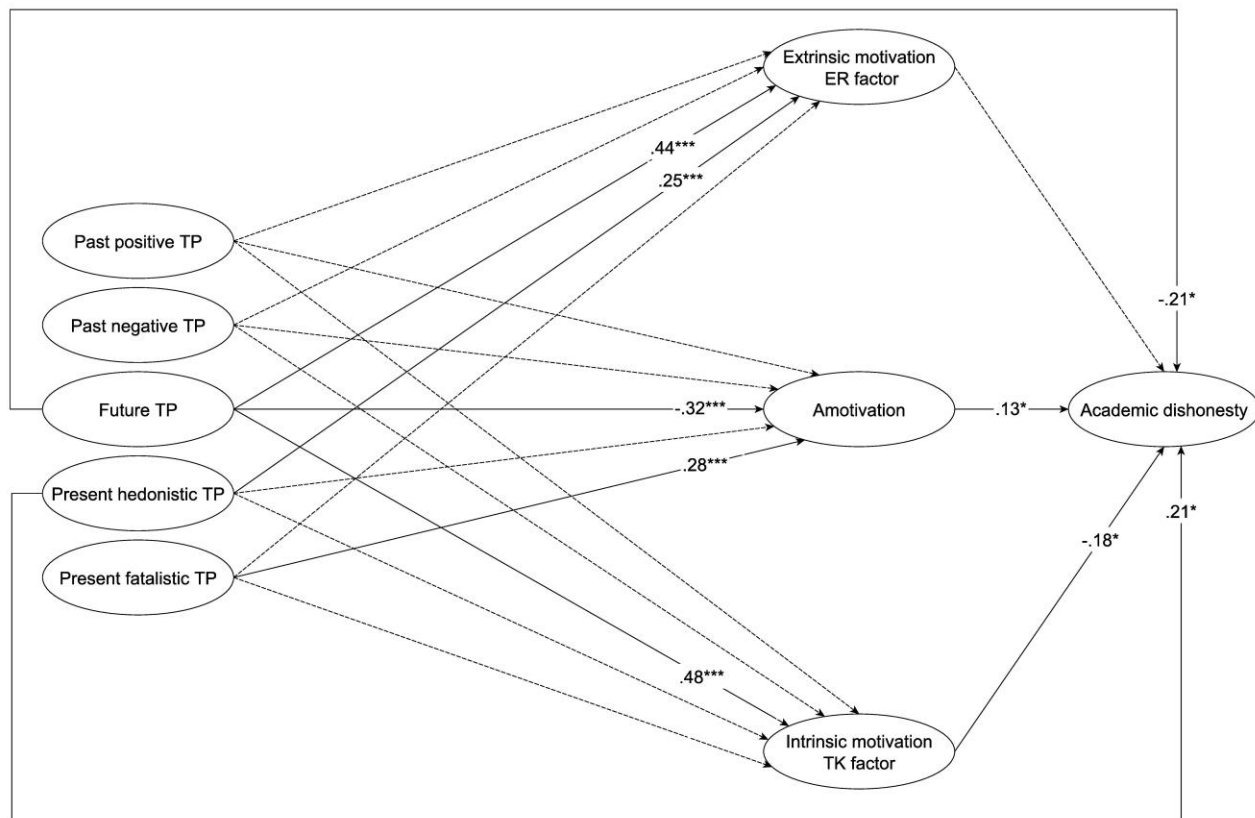 Extrinsic motivation
ER factor
.44***
.25***
Past positive TP
Past negative TP
-.21*
Future TP
-.32***
Amotivation
.13*
Academic dishonesty
.28***
Present hedonistic TP
.21*
-.18*
Present fatalistic TP
.48***
Intrinsic motivation
TK factor